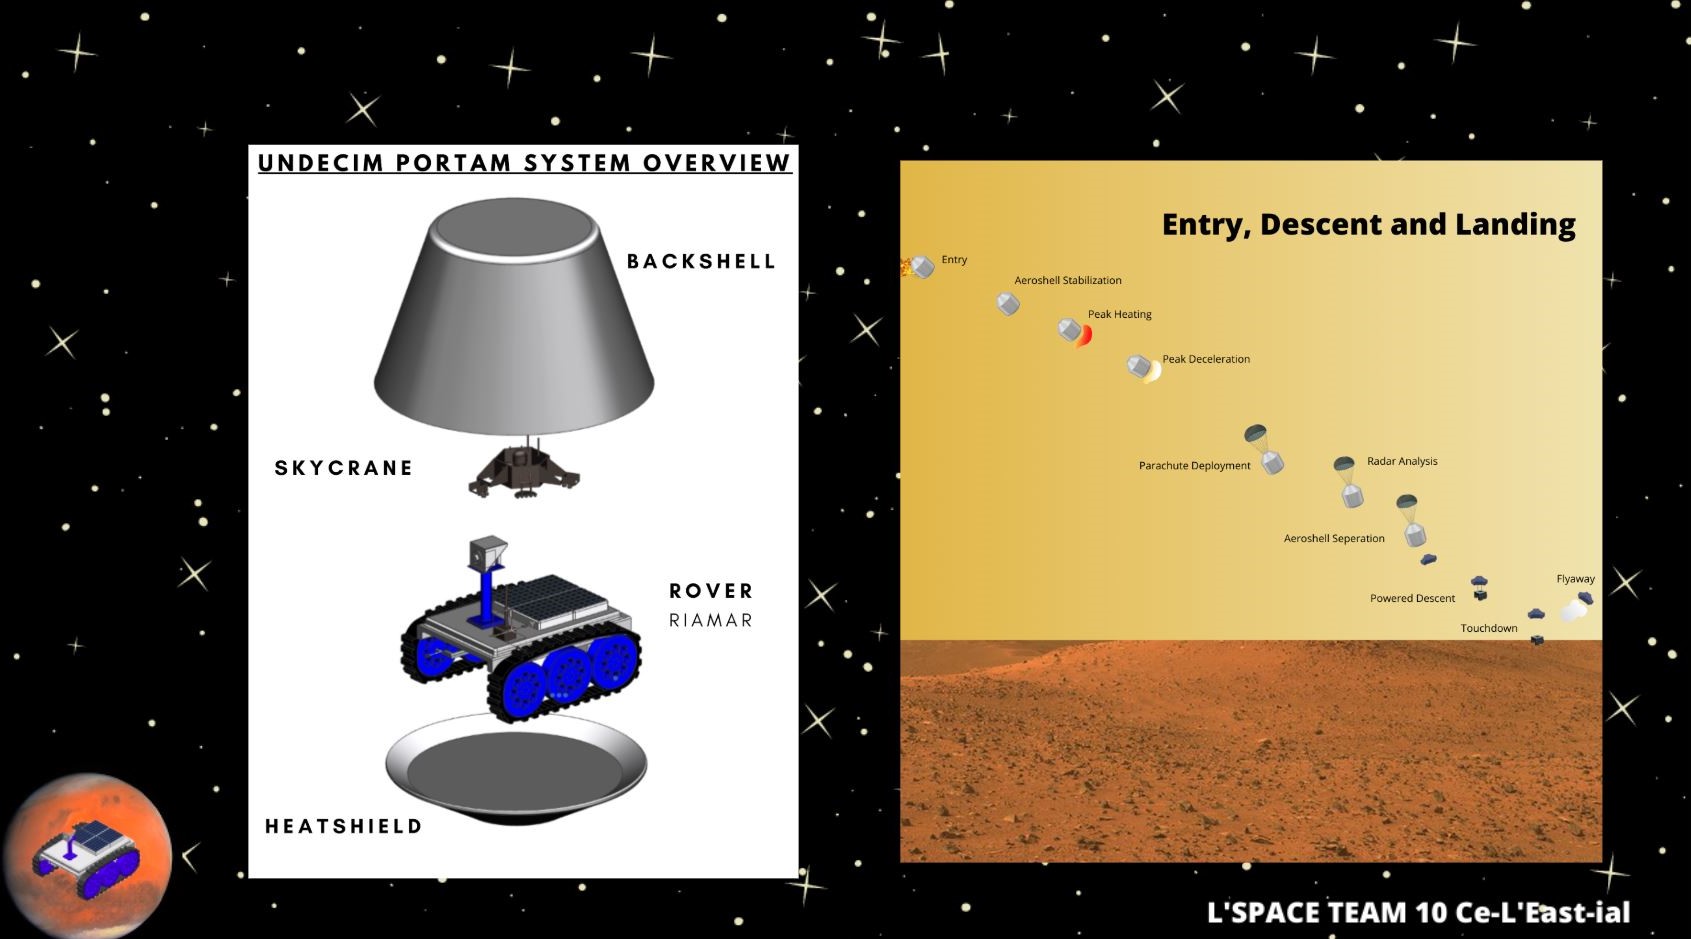 UNDECIM PORTAM SYSTEM OVERVIEW
BACKSHELL
SKYCRANE
ROVER
RIAMAR
HEATSHIELD
Entry, Descent and Landing
Entry
Aeroshell Stabilization
Peak Heating
Peak Deceleration
Parachute Deployment
Radar Analysis
Aeroshell Seperation
Powered Descent
Flyaway
Touchdown
L'SPACE TEAM 10 Ce-L'East-ial